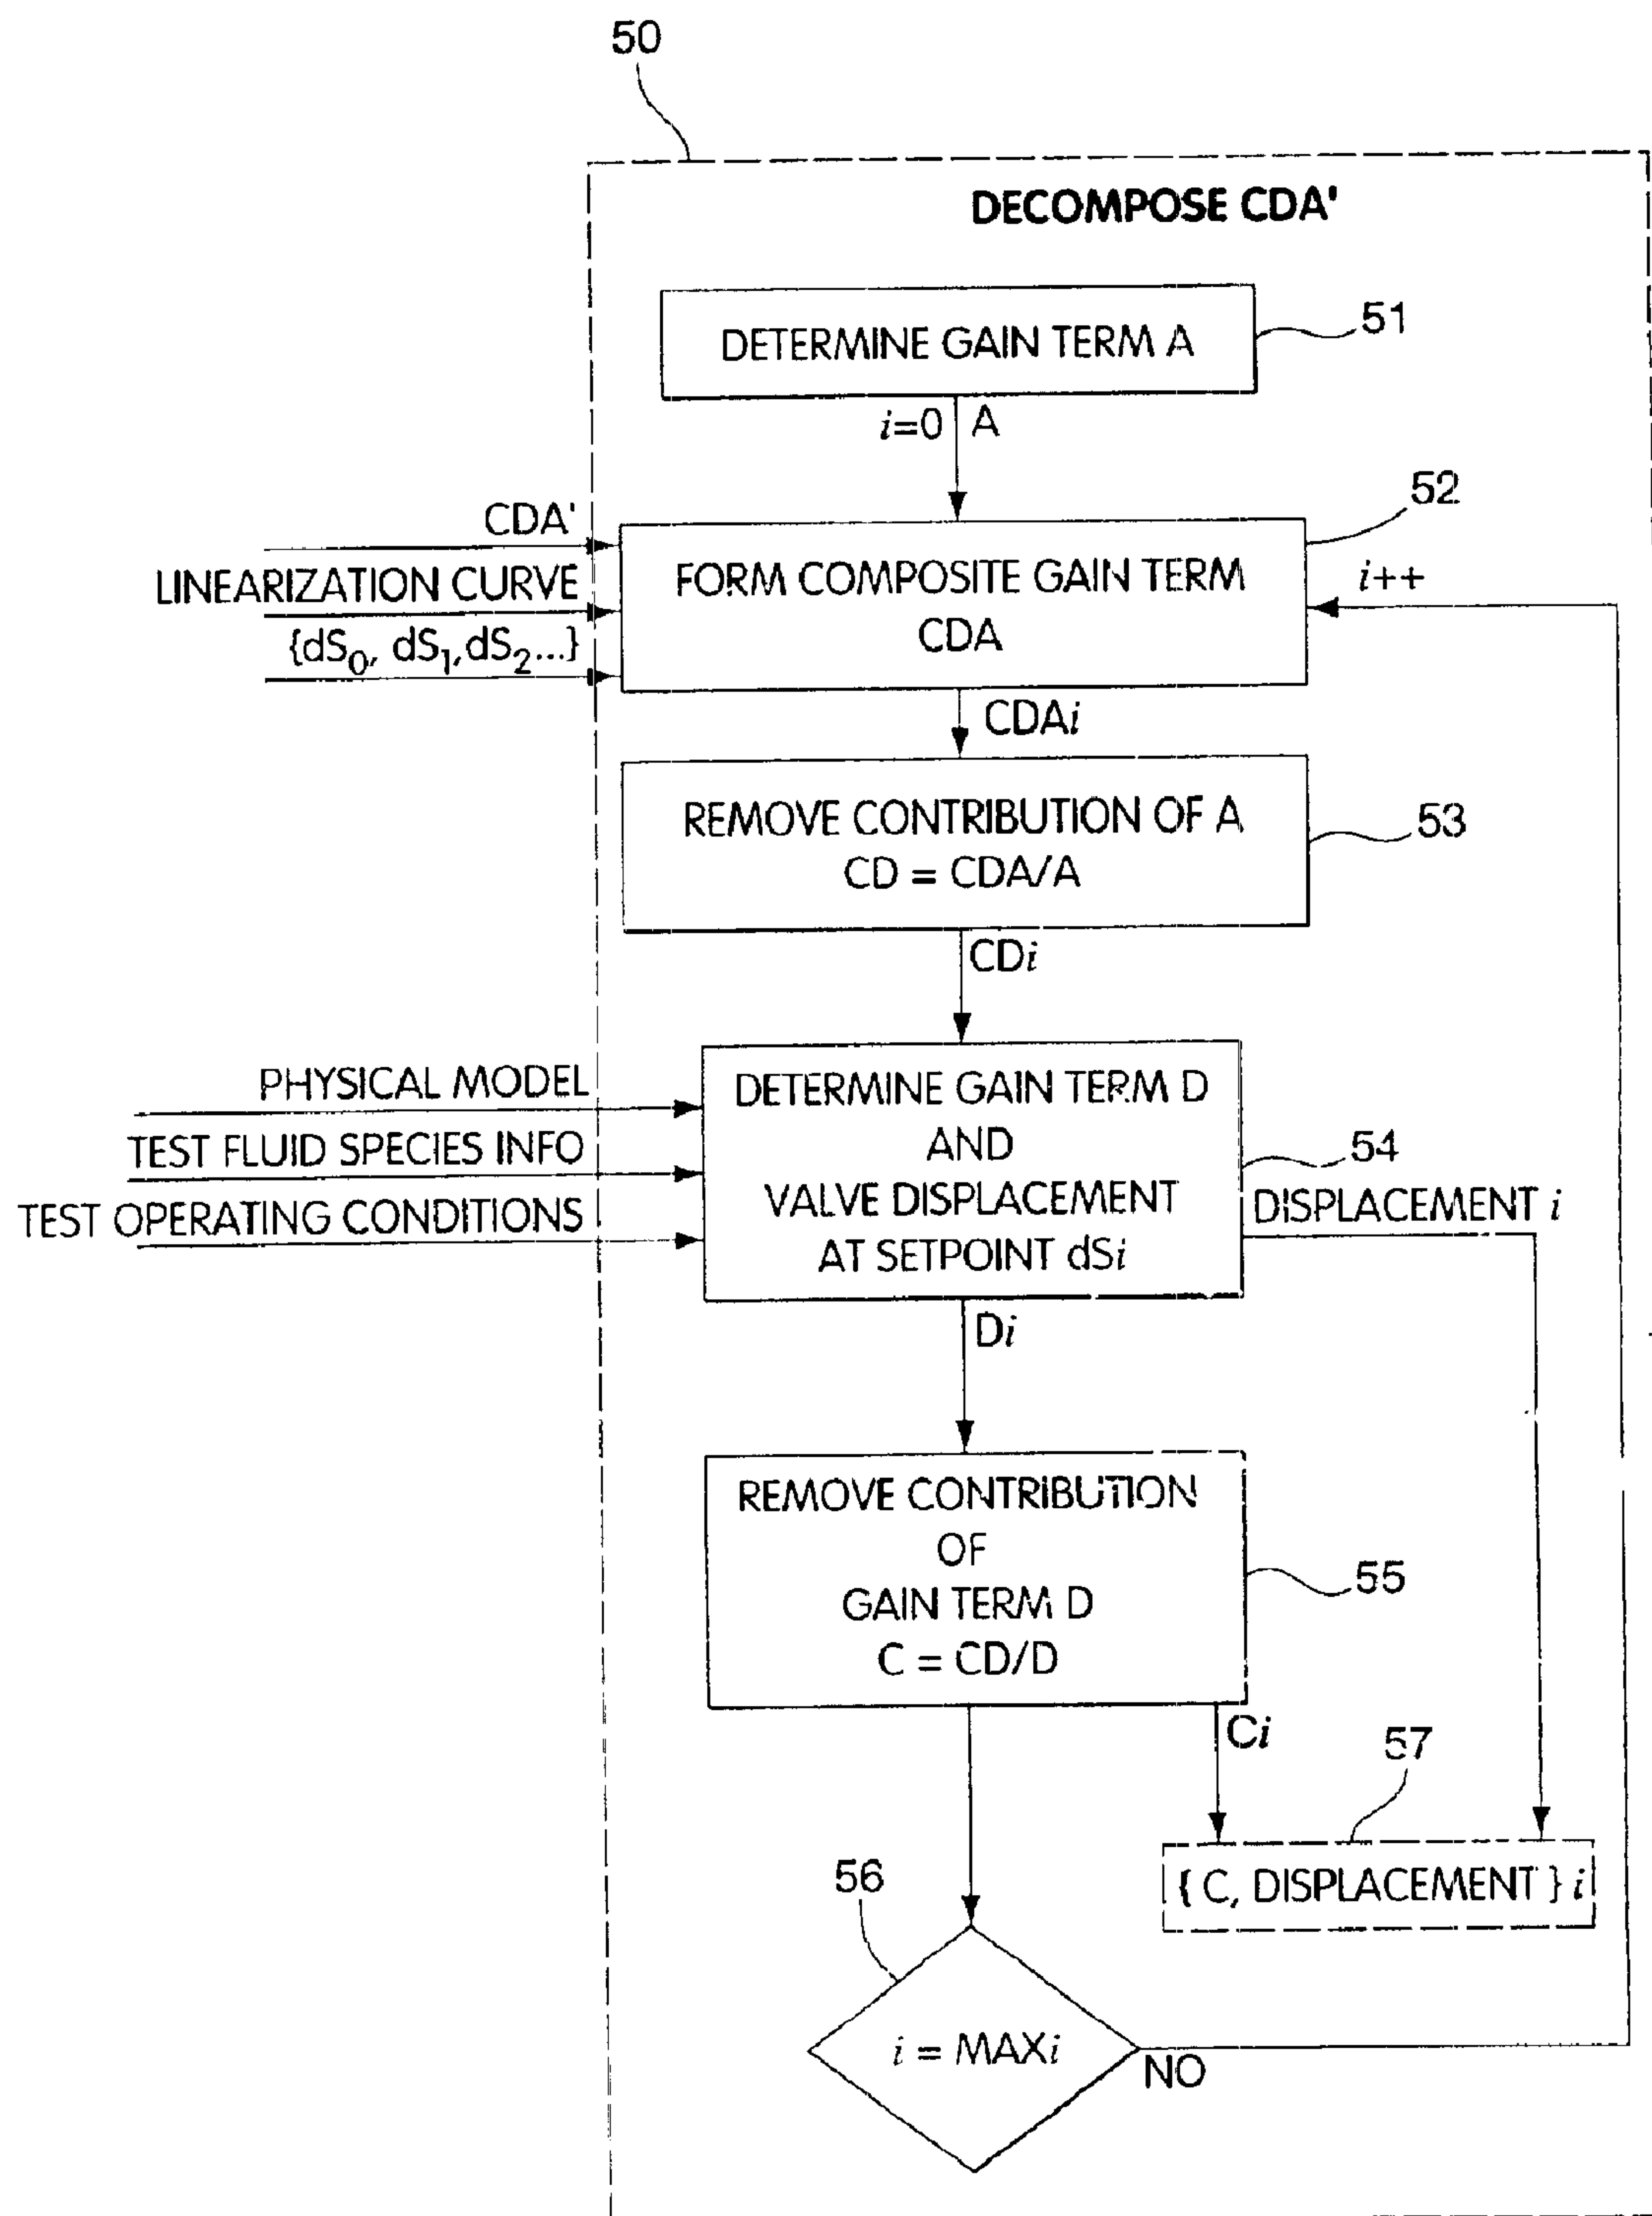 50
DECOMPOSE CDA'
DETERMINE GAIN TERM A
51
i=0
A
CDA'
LINEARIZATION CURVE
{dS0, dS1,dS2...}
52
FORM COMPOSITE GAIN TERM
CDA
i++
CDAi
REMOVE CONTRIBUTION OF A
CD = CDA/A
53
CDi
PHYSICAL MODEL
TEST FLUID SPECIES INFO
TEST OPERATING CONDITIONS
DETERMINE GAIN TERM D
AND
VALVE DISPLACEMENT
AT SETPOINT dSi
54
DISPLACEMENT i
Di
REMOVE CONTRIBUTION
OF
GAIN TERM D
C = CD/D
55
Ci
57
{ C, DISPLACEMENT } i
56
i = MAXi
NO